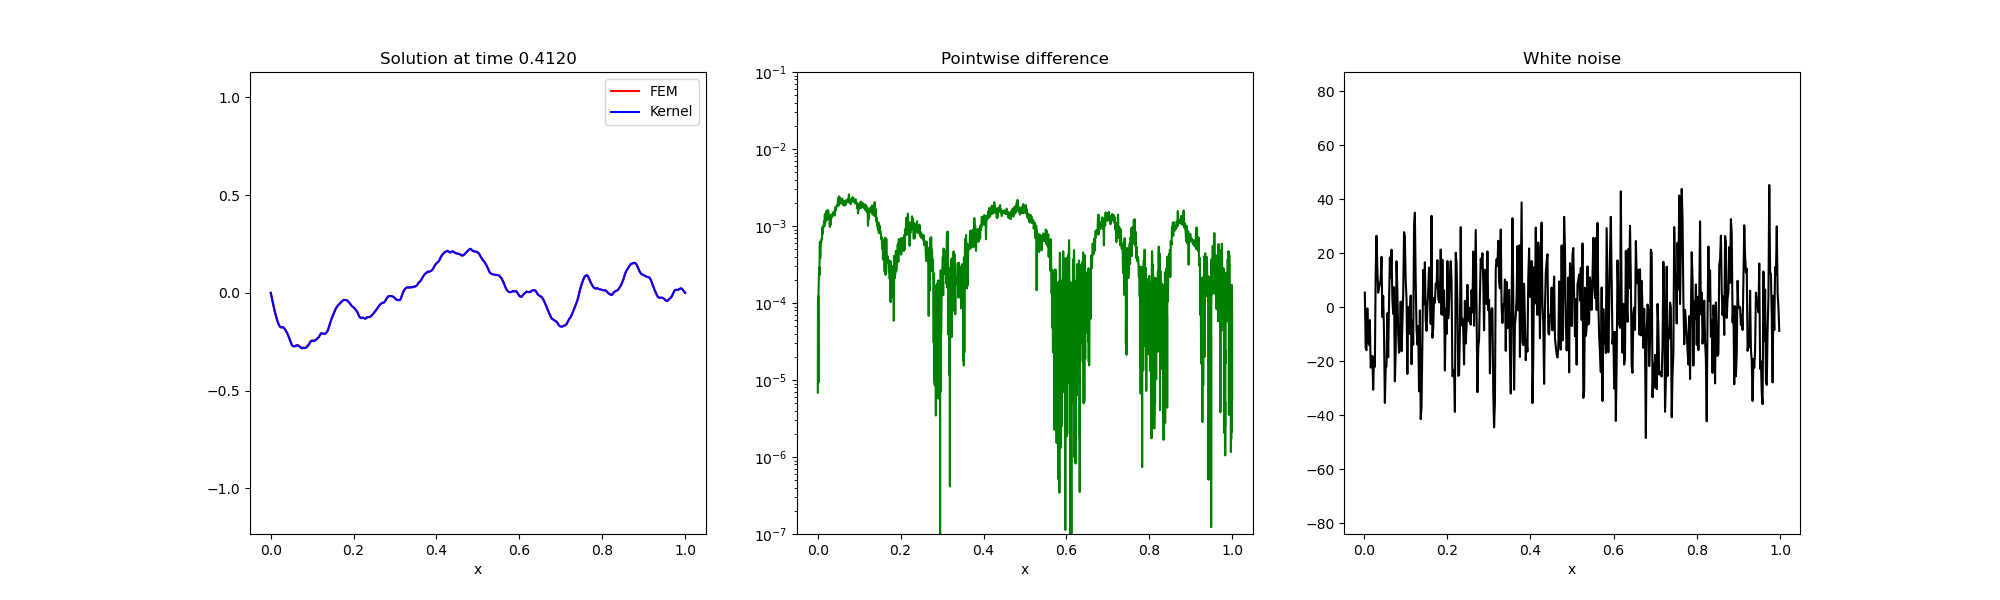 Solution at time 0.4120
1.0
0.5
0.0
−0.5
−1.0
FEM
Kernel
0.0 0.2 0.4 0.6 0.8 1.0
x
Pointwise difference
10⁻¹
10⁻²
10⁻³
10⁻⁴
10⁻⁵
10⁻⁶
10⁻⁷
0.0 0.2 0.4 0.6 0.8 1.0
x
White noise
80
60
40
20
0
−20
−40
−60
−80
0.0 0.2 0.4 0.6 0.8 1.0
x